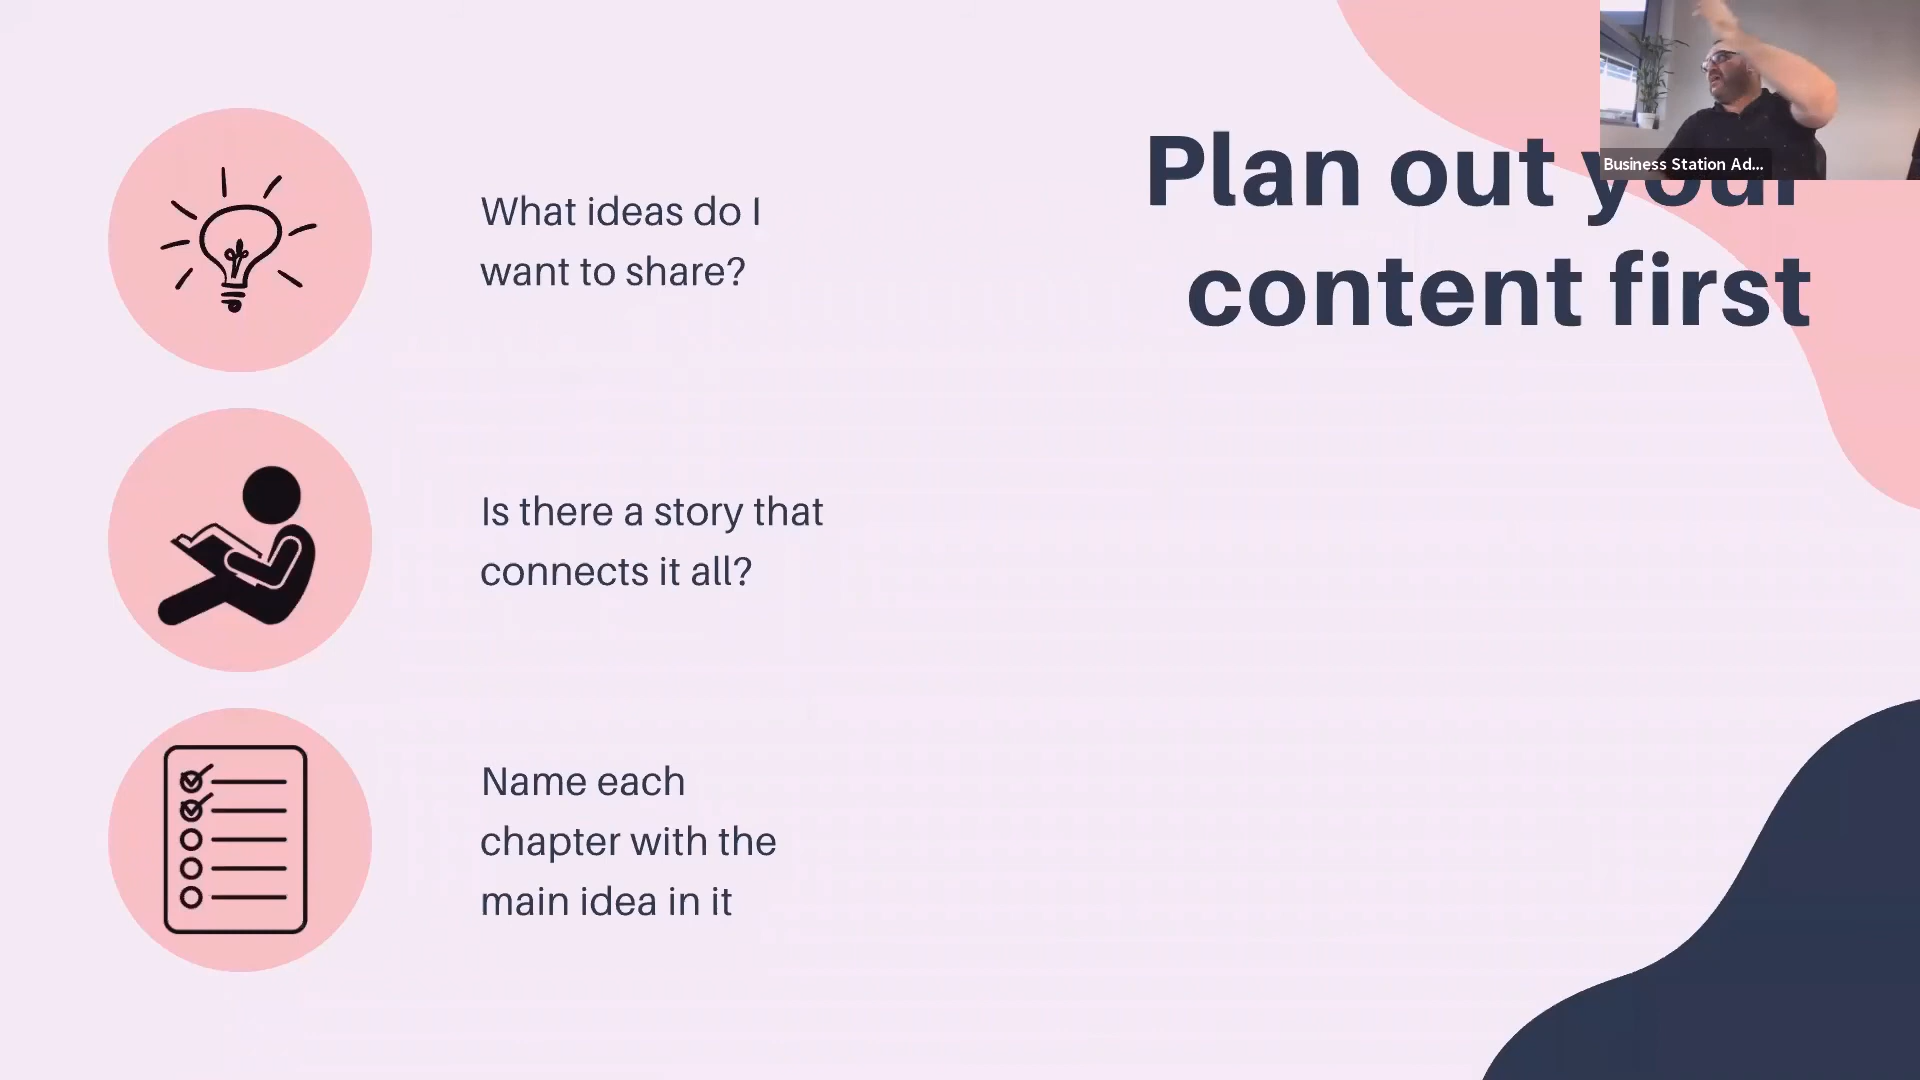 Plan out your
content first
Business Station Ad...
What ideas do I
want to share?
Is there a story that
connects it all?
Name each
chapter with the
main idea in it